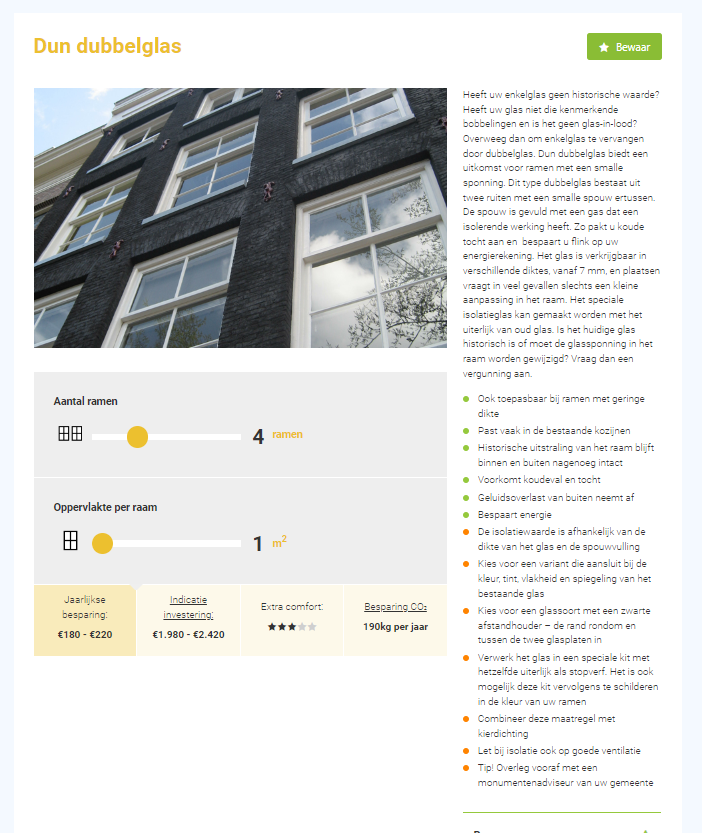 Dun dubbelglas
Bewaar
Heeft uw enkelglas geen historische waarde?
Heeft uw glas niet die kenmerkende
bobbelingen en is het geen glas-in-lood?
Overweeg dan om enkelglas te vervangen
door dubbelglas. Dun dubbelglas biedt een
uitkomst voor ramen met een smalle
sponning. Dit type dubbelglas bestaat uit
twee ruiten met een smalle spouw ertussen.
De spouw is gevuld met een gas dat een
isolerende werking heeft. Zo pakt u koude
tocht aan en bespaart u flink op uw
energierekening. Het glas is verkrijgbaar in
verschillende diktes, vanaf 7 mm, en plaatsen
vraagt in veel gevallen slechts een kleine
aanpassing in het raam. Het speciale
isolatieglas kan gemaakt worden met het
uiterlijk van oud glas. Is het huidige glas
historisch is of moet de glassponning in het
raam worden gewijzigd? Vraag dan een
vergunning aan.
Ook toepasbaar bij ramen met geringe
dikte
Past vaak in de bestaande kozijnen
Historische uitstraling van het raam blijft
binnen en buiten nagenoeg intact
Voorkomt koudeval en tocht
Geluidsoverlast van buiten neemt af
Bespaart energie
De isolatiewaarde is afhankelijk van de
dikte van het glas en de spouwvulling
Kies voor een variant die aansluit bij de
kleur, tint, vlakheid en spiegeling van het
bestaande glas
Kies voor een glassoort met een zwarte
afstandhouder – de rand rondom en
tussen de twee glasplaten in
Verwerk het glas in een speciale kit met
hetzelfde uiterlijk als stopverf. Het is ook
mogelijk deze kit vervolgens te schilderen
in de kleur van uw ramen
Combineer deze maatregel met
kierdichting
Let bij isolatie ook op goede ventilatie
Tip! Overleg vooraf met een
monumentenadviseur van uw gemeente
Aantal ramen
4 ramen
Oppervlakte per raam
1 m²
Jaarlijkse
besparing:
€180 - €220
Indicatie
investering:
€1.980 - €2.420
Extra comfort:
★★★★★
Besparing CO₂
190kg per jaar